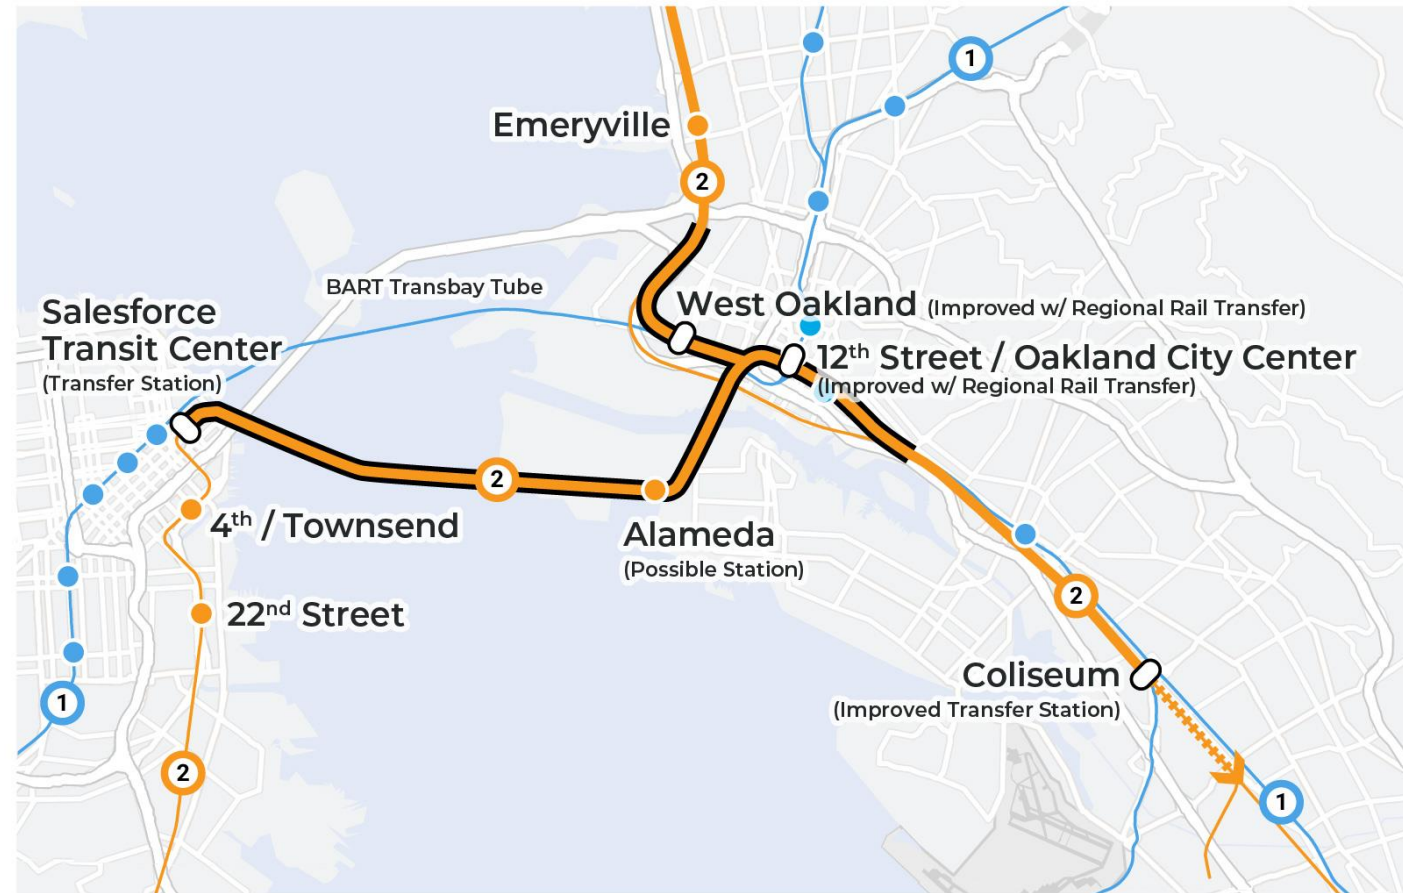 1
Emeryville
2
BART Transbay Tube
West Oakland (Improved w/ Regional Rail Transfer)
Salesforce
Transit Center
(Transfer Station)
12th Street / Oakland City Center
(Improved w/ Regional Rail Transfer)
2
4th / Townsend
Alameda
(Possible Station)
2
22nd Street
Coliseum
(Improved Transfer Station)
1
2
1